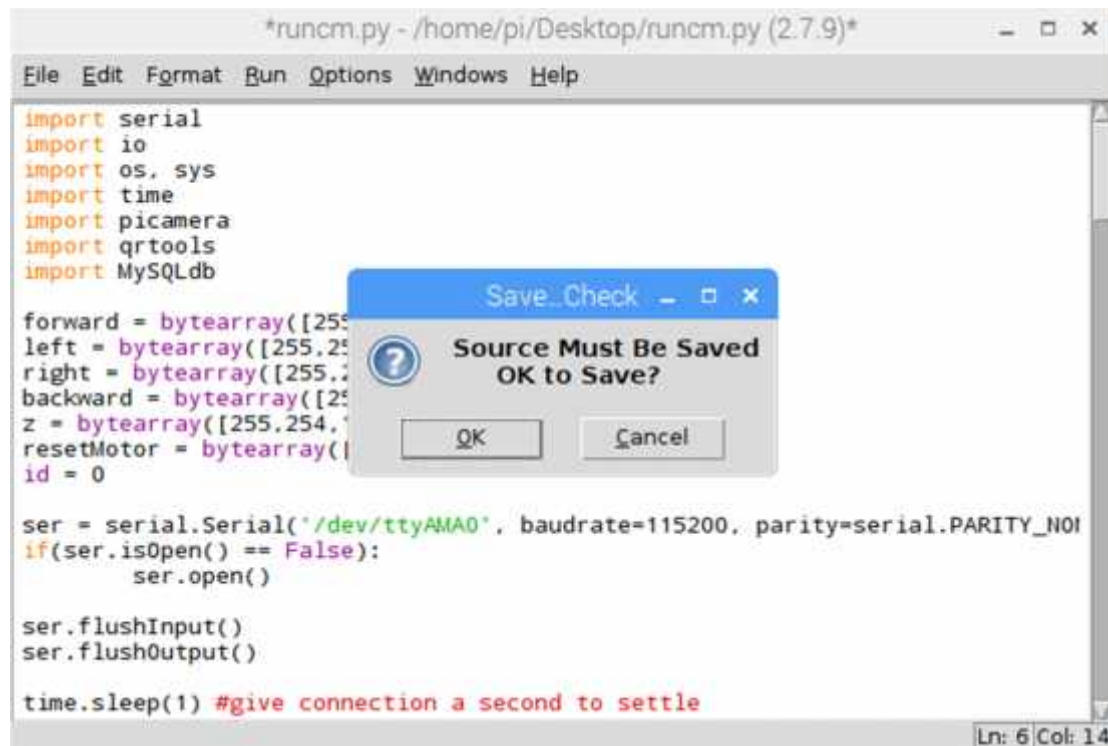 *runcm.py - /home/pi/Desktop/runcm.py (2.7.9)*
File Edit Format Run Options Windows Help
import serial
import io
import os, sys
import time
import picamera
import qrtools
import MySQLdb
forward = bytearray([255
left = bytearray([255,25
right = bytearray([255,2
backward = bytearray([25
z = bytearray([255,254,
resetMotor = bytearray([
id = 0
Save..Check
Source Must Be Saved
OK to Save?
OK Cancel
ser = serial.Serial('/dev/ttyAMA0', baudrate=115200, parity=serial.PARITY_NON
if(ser.isOpen() == False):
ser.open()
ser.flushInput()
ser.flushOutput()
time.sleep(1) #give connection a second to settle
Ln: 6 Col: 14